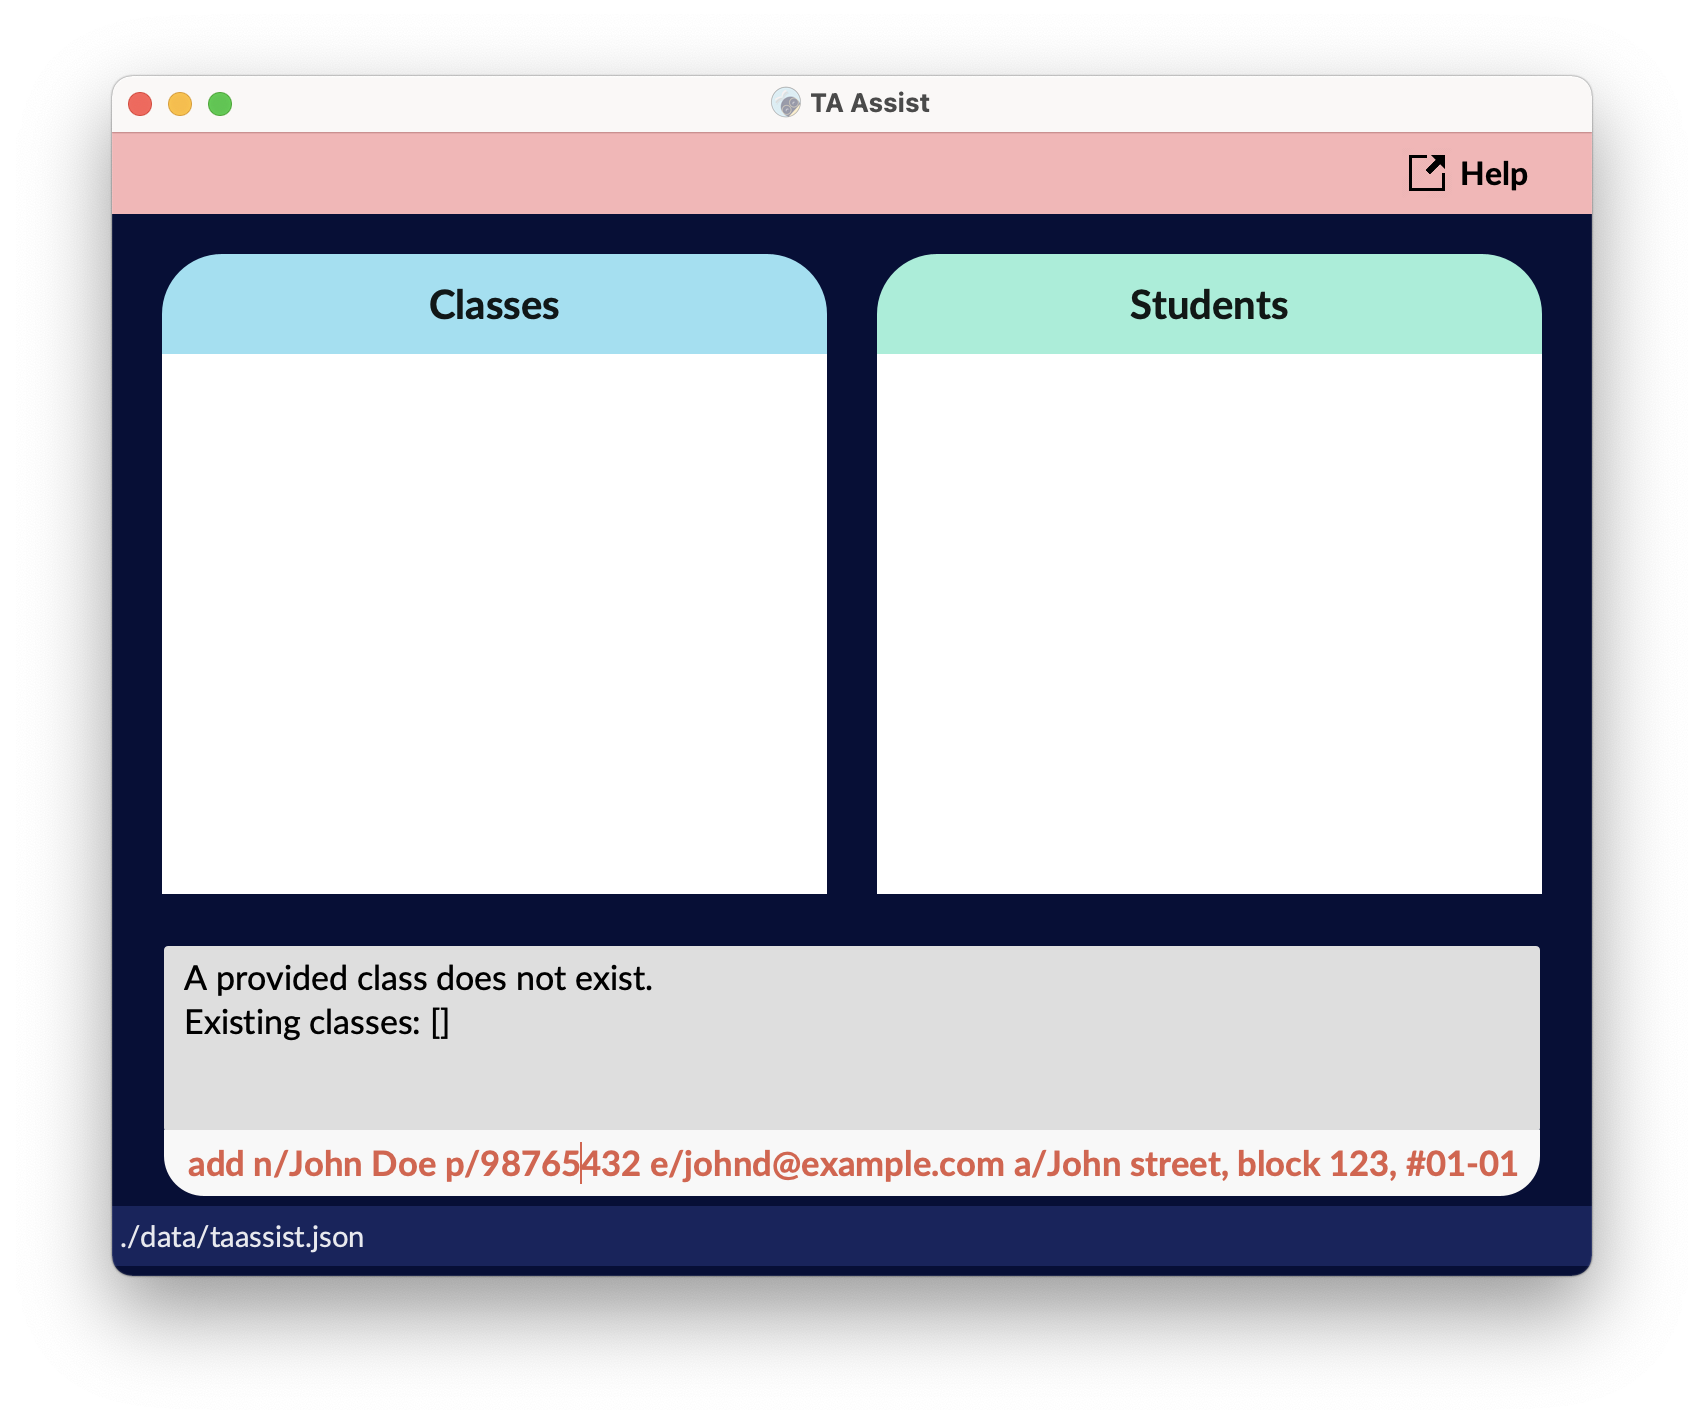 TA Assist
Help
Classes
Students
A provided class does not exist.
Existing classes: []
add n/John Doe p/98765432 e/johnd@example.com a/John street, block 123, #01-01
./data/taassist.json